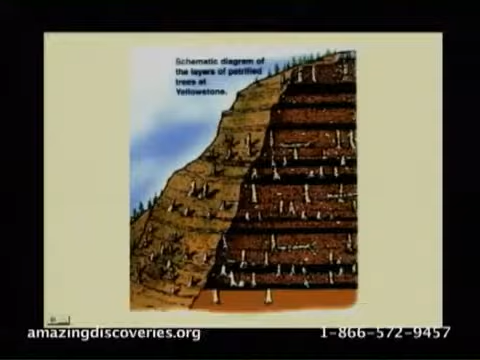 Schematic diagram of
the layers of petrified
trees at
Yellowstone.
amazingdiscoveries.org
1-866-572-9457